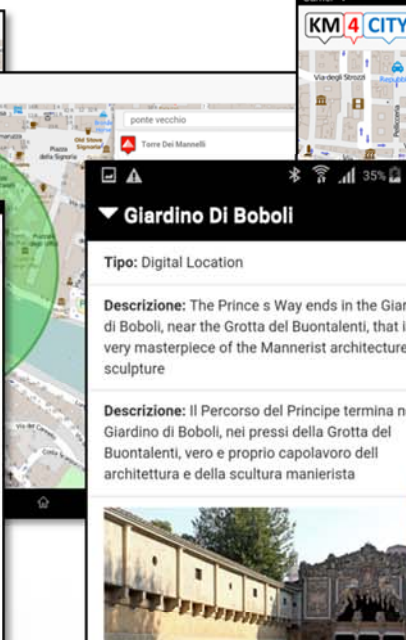 KM4CITY
Via degli Strozzi
Pellicceria
ponte vecchio
Torre Dei Mannelli
Piazza
della Signoria
35%
Giardino Di Boboli
Tipo: Digital Location
Descrizione: The Prince s Way ends in the Giar
di Boboli, near the Grotta del Buontalenti, that i
very masterpiece of the Mannerist architecture
sculpture
Descrizione: Il Percorso del Principe termina n
Giardino di Boboli, nei pressi della Grotta del
Buontalenti, vero e proprio capolavoro dell
architettura e della scultura manierista